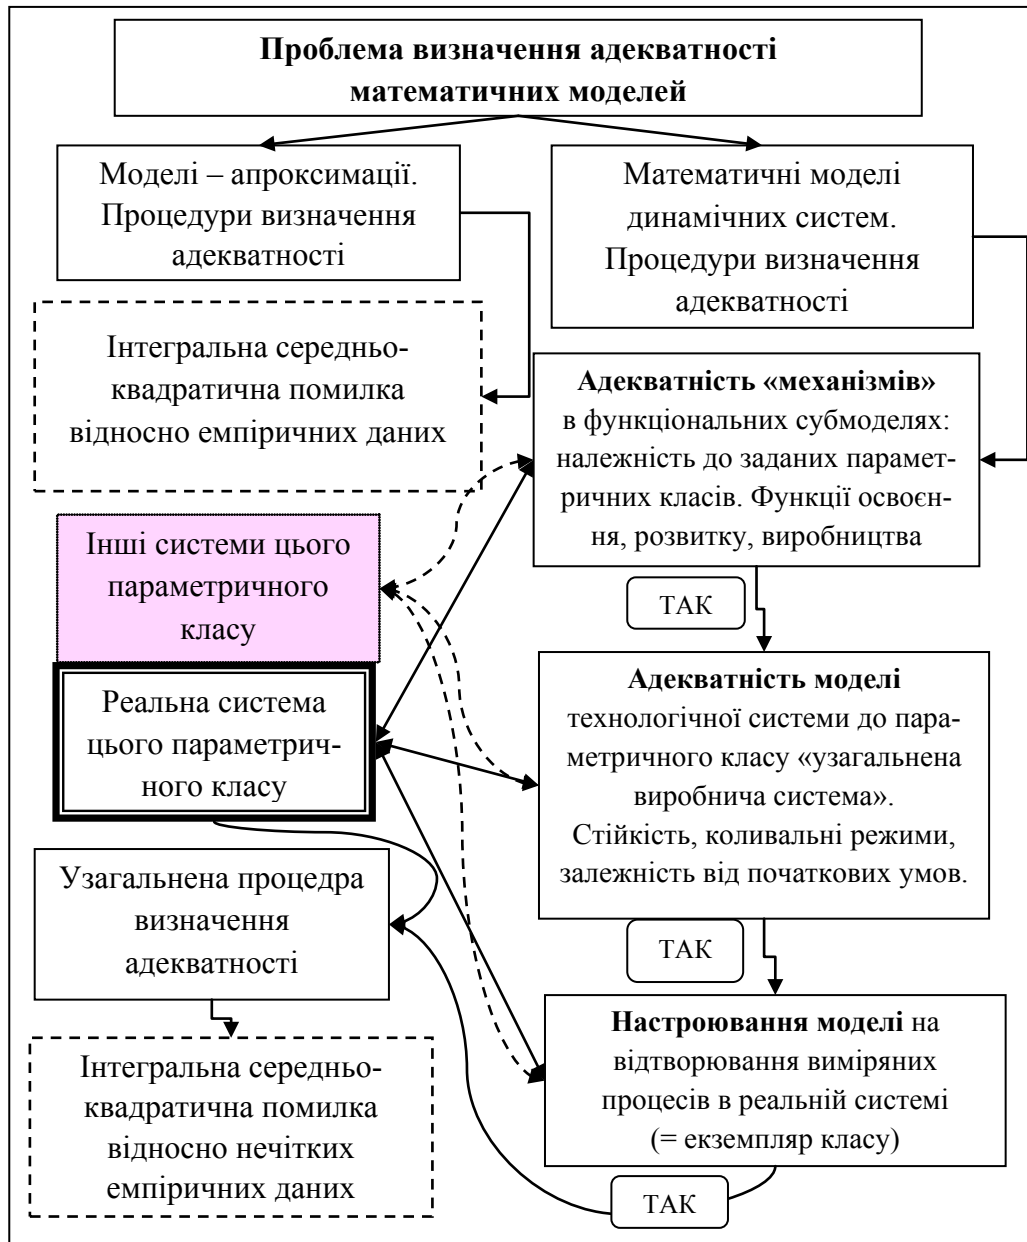 Проблема визначення адекватності
математичних моделей
Моделі – апроксимації.
Процедури визначення
адекватності
Математичні моделі
динамічних систем.
Процедури визначення
адекватності
Інтегральна середньо-
квадратична помилка
відносно емпіричних даних
Адекватність «механізмів»
в функціональних субмоделях:
належність до заданих парамет-
ричних класів. Функції освоєн-
ня, розвитку, виробництва
Інші системи цього
параметричного
класу
ТАК
Реальна система
цього параметрич-
ного класу
Адекватність моделі
технологічної системи до пара-
метричного класу «узагальнена
виробнича система».
Стійкість, коливальні режими,
залежність від початкових умов.
Узагальнена процедра
визначення
адекватності
ТАК
Настроювання моделі на
відтворювання виміряних
процесів в реальній системі
(= екземпляр класу)
Інтегральна середньо-
квадратична помилка
відносно нечітких
емпіричних даних
ТАК